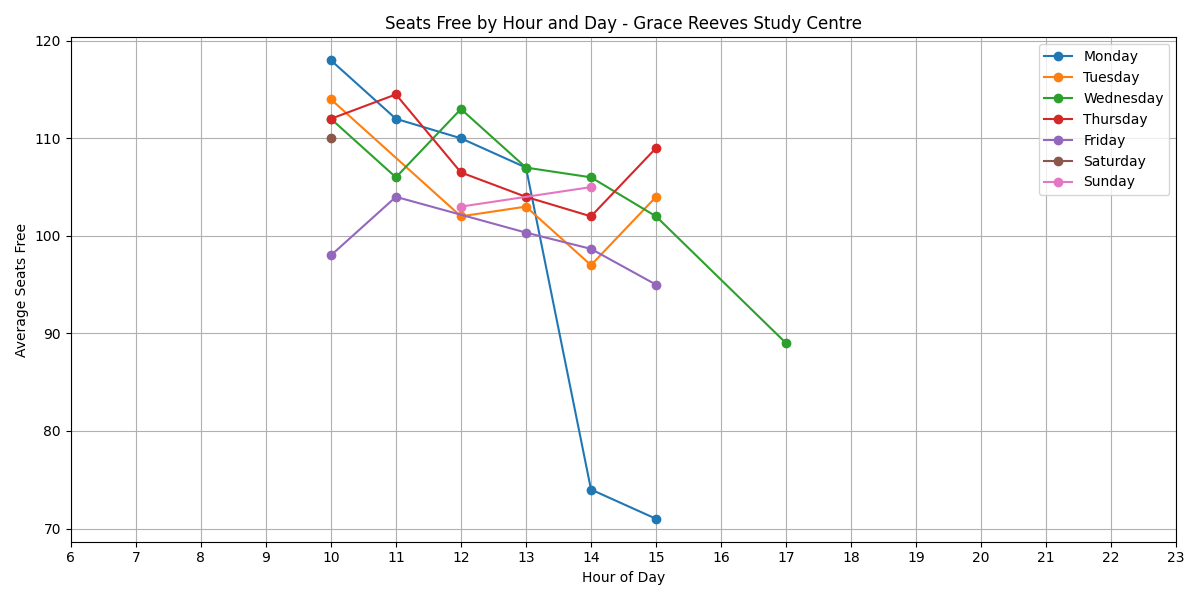 Seats Free by Hour and Day - Grace Reeves Study Centre
120
110
100
90
80
70
Average Seats Free
Monday
Tuesday
Wednesday
Thursday
Friday
Saturday
Sunday
6 7 8 9 10 11 12 13 14 15 16 17 18 19 20 21 22 23
Hour of Day